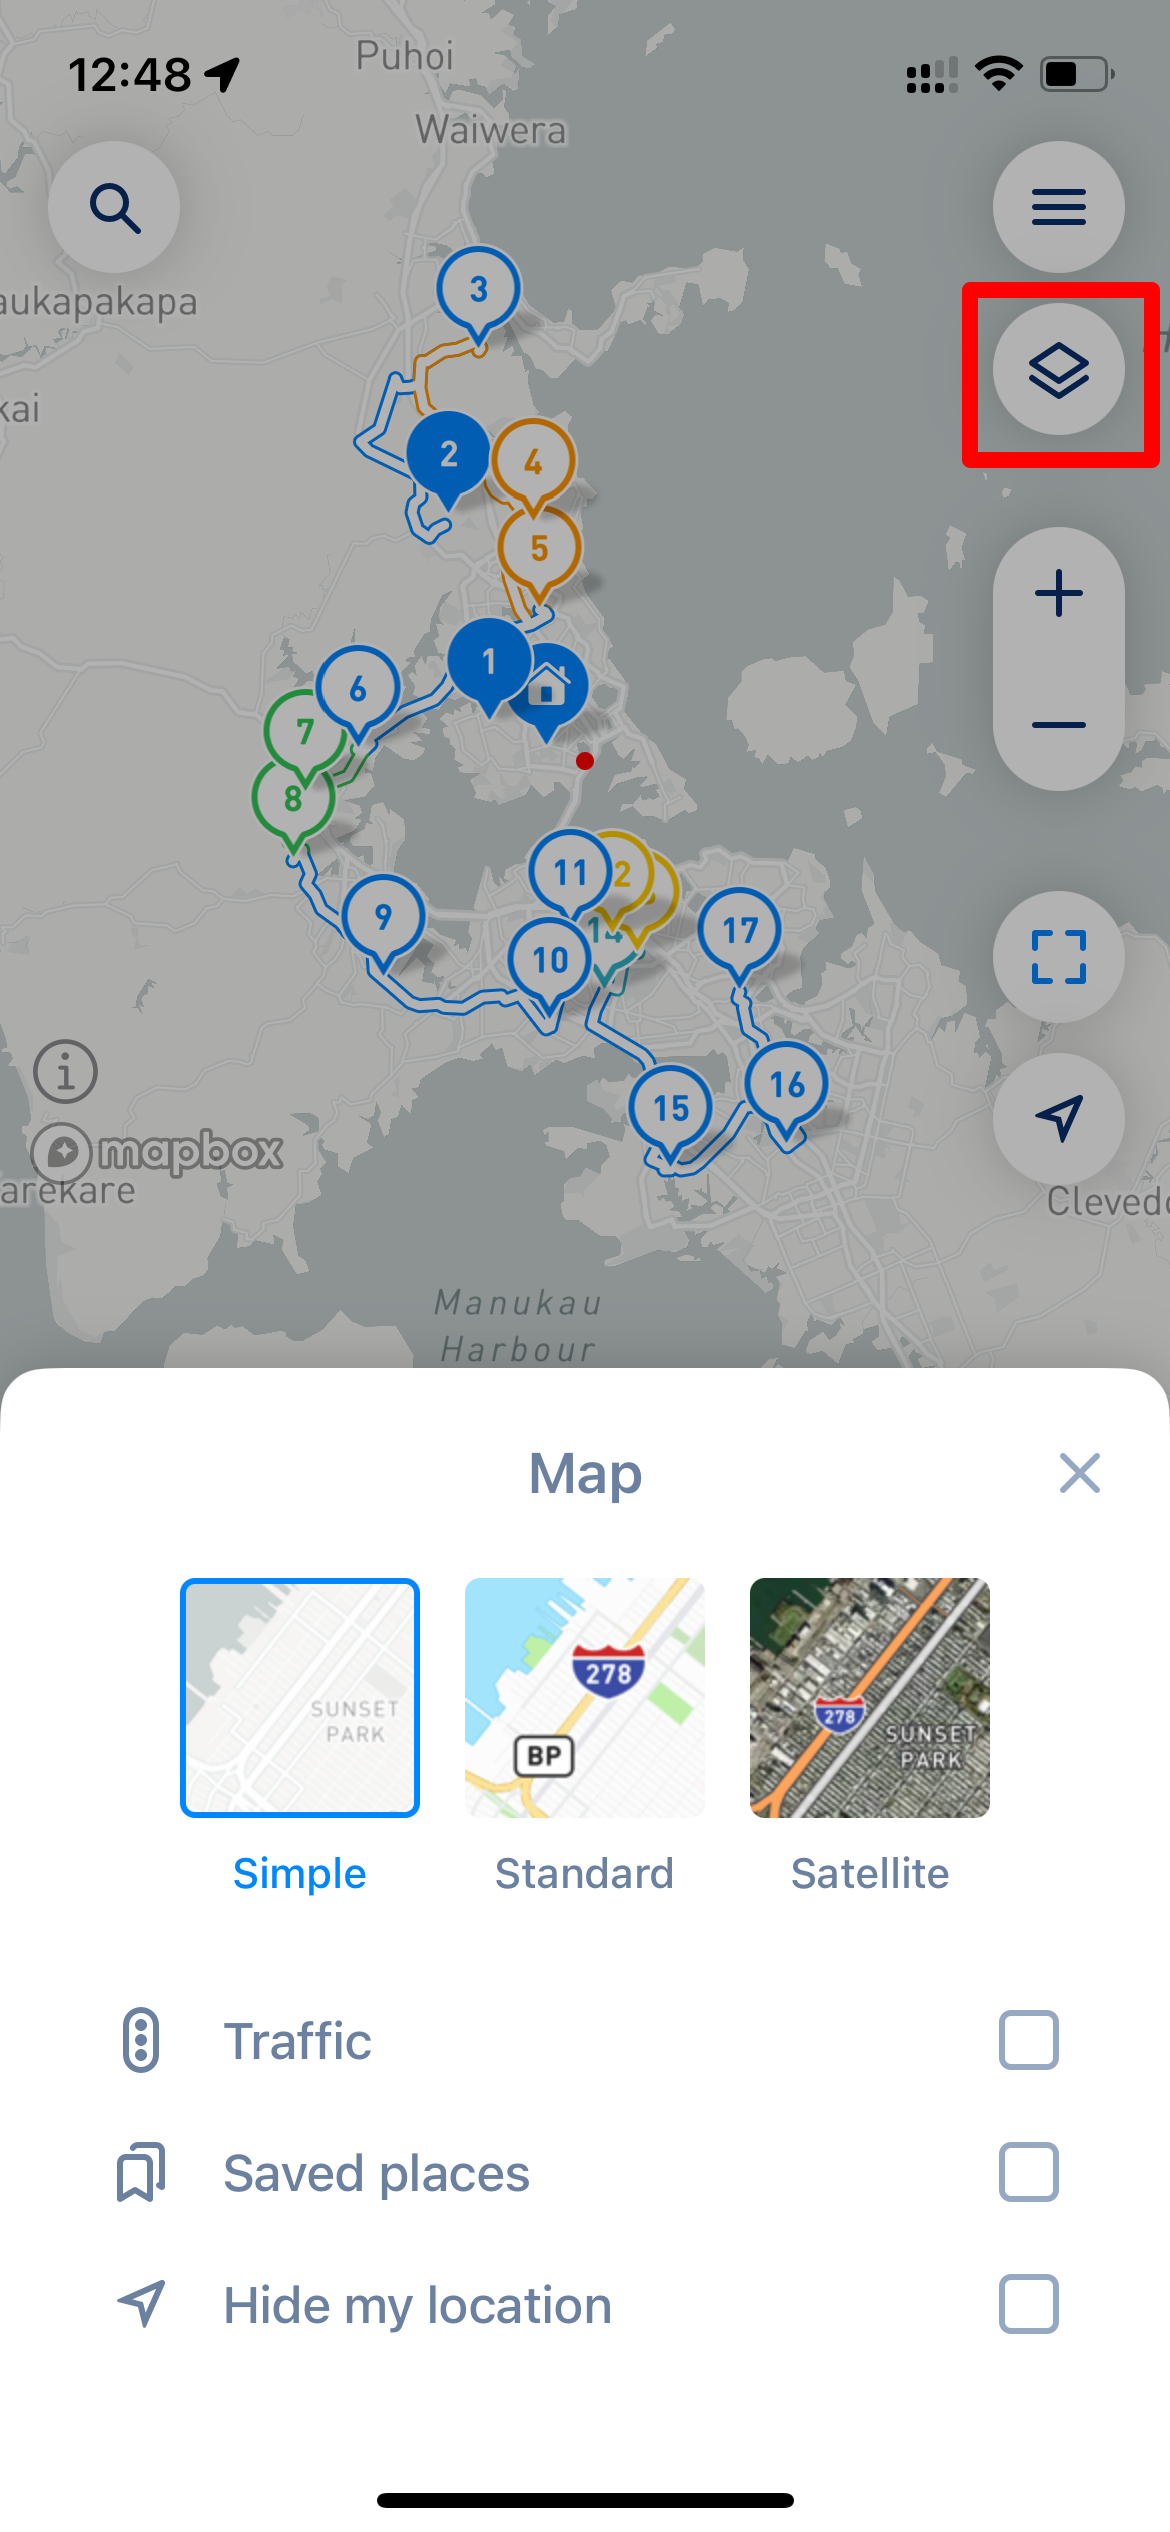 12:48
Puhoi
Waiwera
aukapakapa
kai
3
2
4
5
1
6
7
8
9
11
2
10
14
17
15
16
mapbox
arekare
Clevedo
Manukau
Harbour
Map
SUNSET
PARK
278
BP
278
SUNSET
PARK
Simple
Standard
Satellite
Traffic
Saved places
Hide my location